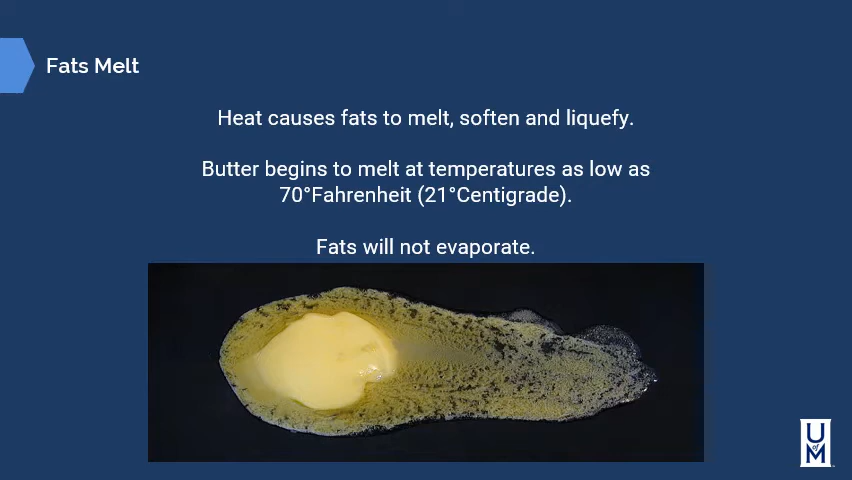 Fats Melt
Heat causes fats to melt, soften and liquefy.
Butter begins to melt at temperatures as low as
70°Fahrenheit (21°Centigrade).
Fats will not evaporate.
U
of
M